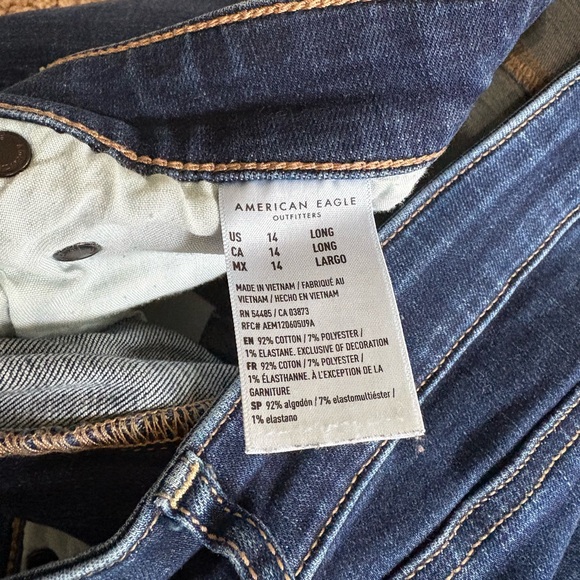 AMERICAN EAGLE
OUTFITTERS
US 14 LONG
CA 14 LONG
MX 14 LARGO
MADE IN VIETNAM / FABRIQUÉ AU
VIETNAM / HECHO EN VIETNAM
RN 54485 / CA 03873
RFC# AEM120605U9A
EN 92% COTTON / 7% POLYESTER /
1% ELASTANE. EXCLUSIVE OF DECORATION
FR 92% COTON / 7% POLYESTER /
1% ÉLASTHANNE. À L'EXCEPTION DE LA
GARNITURE
SP 92% algodón / 7% elastomultiéster /
1% elastano